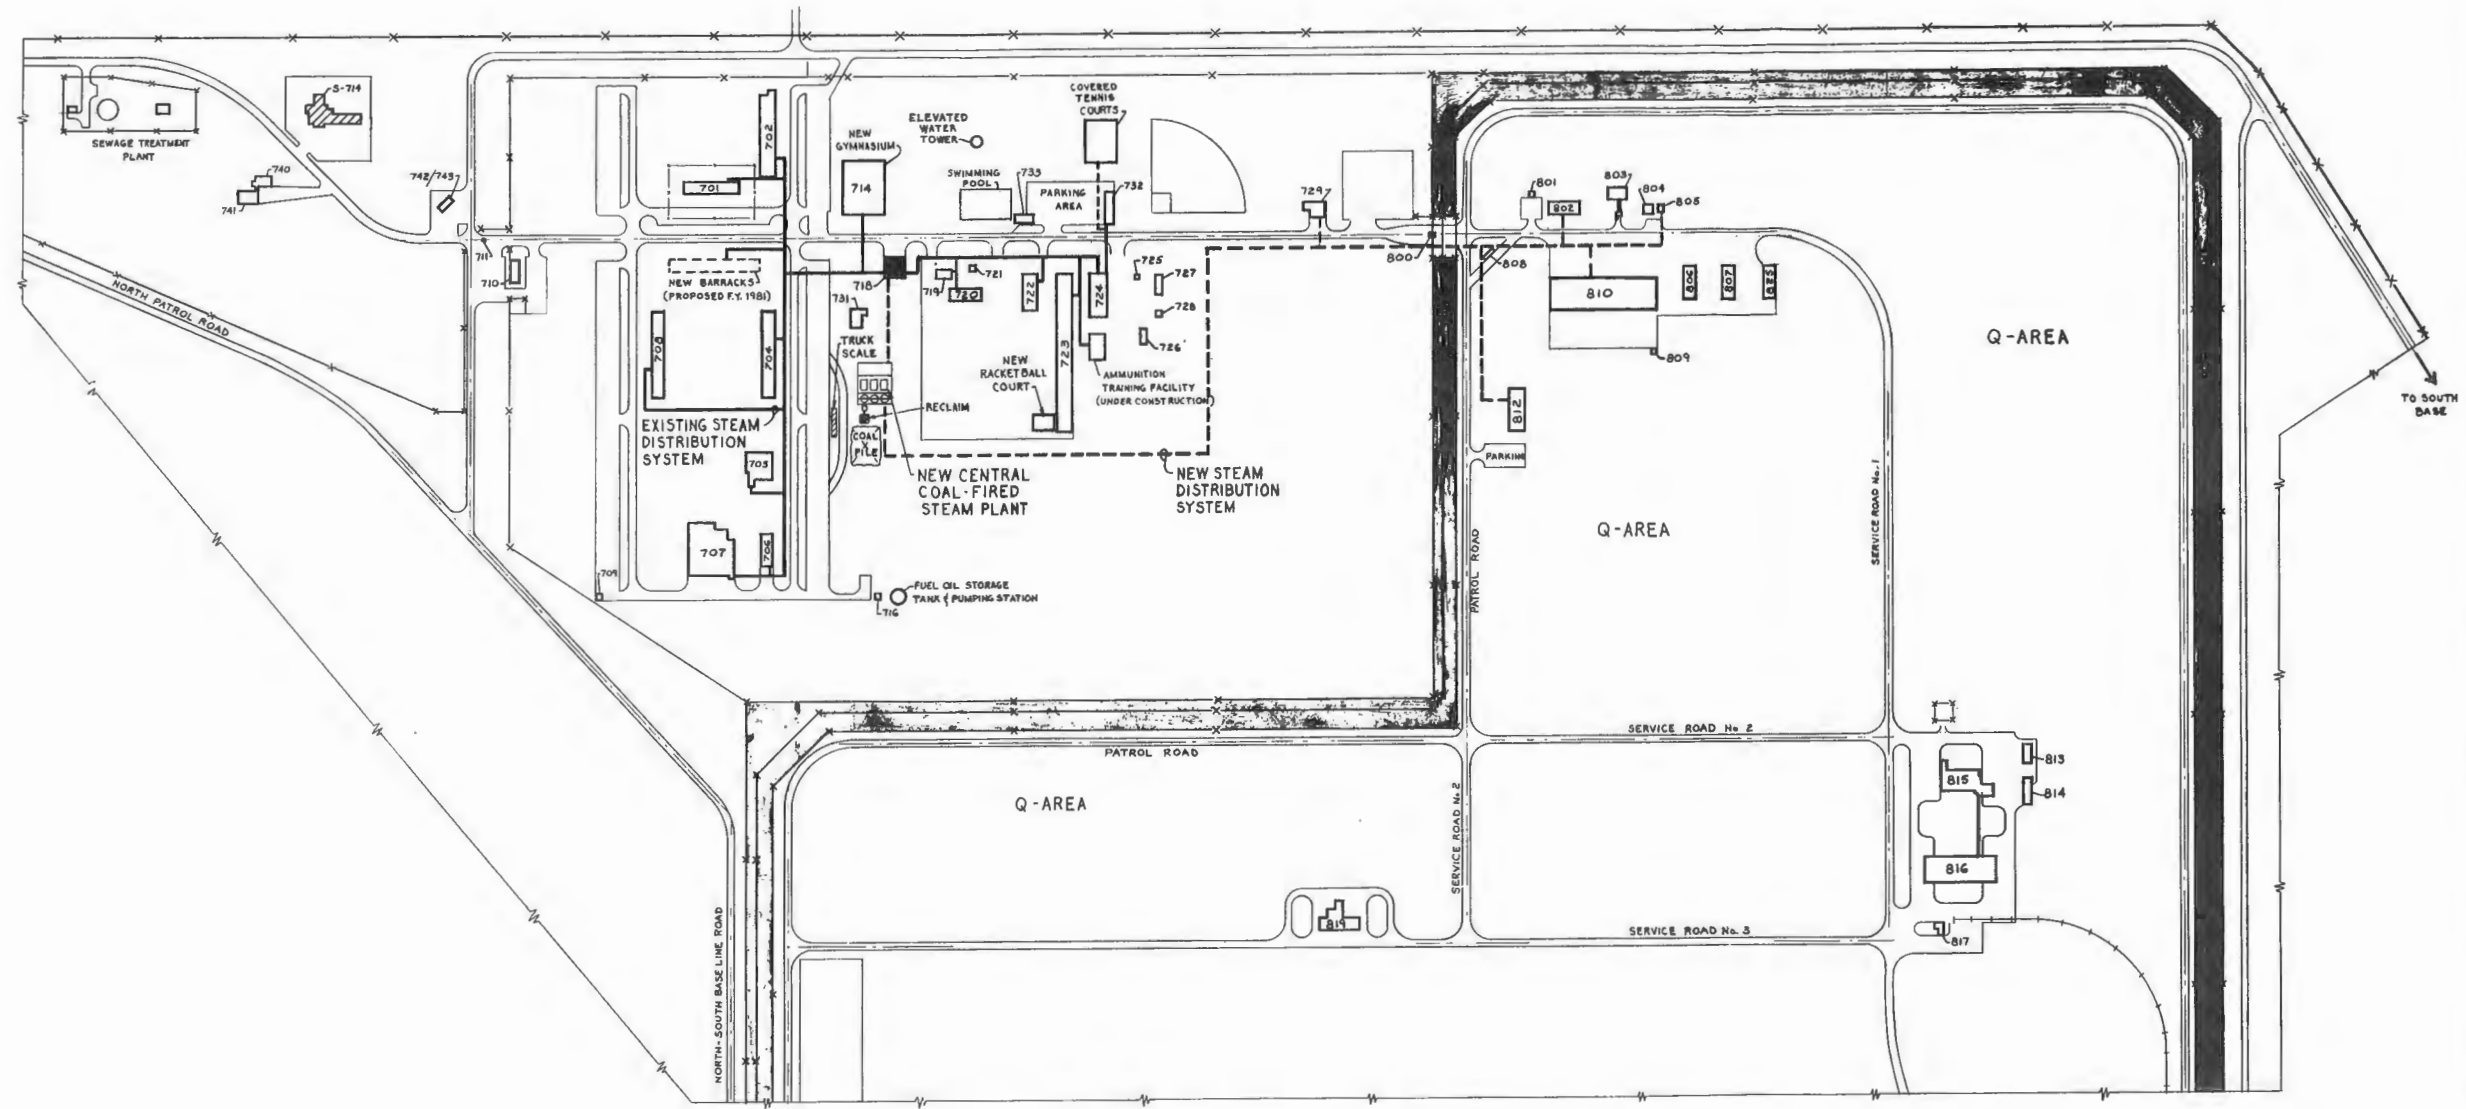 S-714
SEWAGE TREATMENT
PLANT
740
741
742/743
711
710
NORTH PATROL ROAD
702
701
NEW
GYMNASIUM
714
ELEVATED
WATER
TOWER
SWIMMING
POOL
733
PARKING
AREA
COVERED
TENNIS
COURTS
732
729
NEW BARRACKS
(PROPOSED F.Y. 1981)
718
719
720
721
722
723
724
725
727
728
726
731
TRUCK
SCALE
703
704
RECLAIM
COAL
PILE
NEW
RACKETBALL
COURT
AMMUNITION
TRAINING FACILITY
(UNDER CONSTRUCTION)
EXISTING STEAM
DISTRIBUTION
SYSTEM
705
NEW CENTRAL
COAL-FIRED
STEAM PLANT
NEW STEAM
DISTRIBUTION
SYSTEM
707
706
709
716
FUEL OIL STORAGE
TANK & PUMPING STATION
800
801
802
803
804
805
808
810
806
807
825
809
812
PARKING
Q-AREA
Q-AREA
TO SOUTH
BASE
PATROL ROAD
SERVICE ROAD No. 1
PATROL ROAD
SERVICE ROAD No 2
Q-AREA
SERVICE ROAD No. 2
813
814
815
816
817
819
SERVICE ROAD No. 3
NORTH-SOUTH BASE LINE ROAD